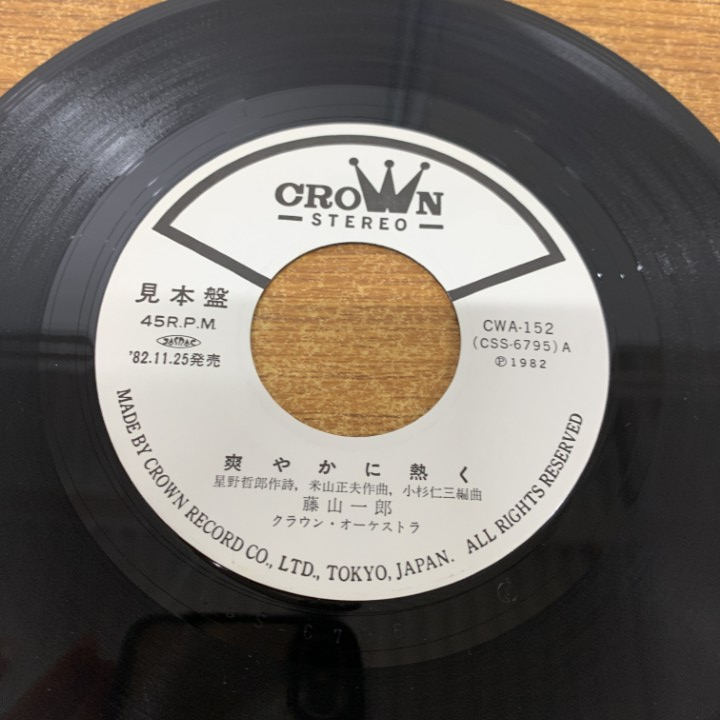 CROWN
STEREO
見本盤
45R.P.M.
'82.11.25発売
CWA-152
(CSS-6795)A
Ⓟ1982
爽やかに熱く
星野哲郎作詩, 米山正夫作曲, 小杉仁三編曲
藤山一郎
クラウン・オーケストラ
MADE BY CROWN RECORD CO., LTD., TOKYO, JAPAN. ALL RIGHTS RESERVED